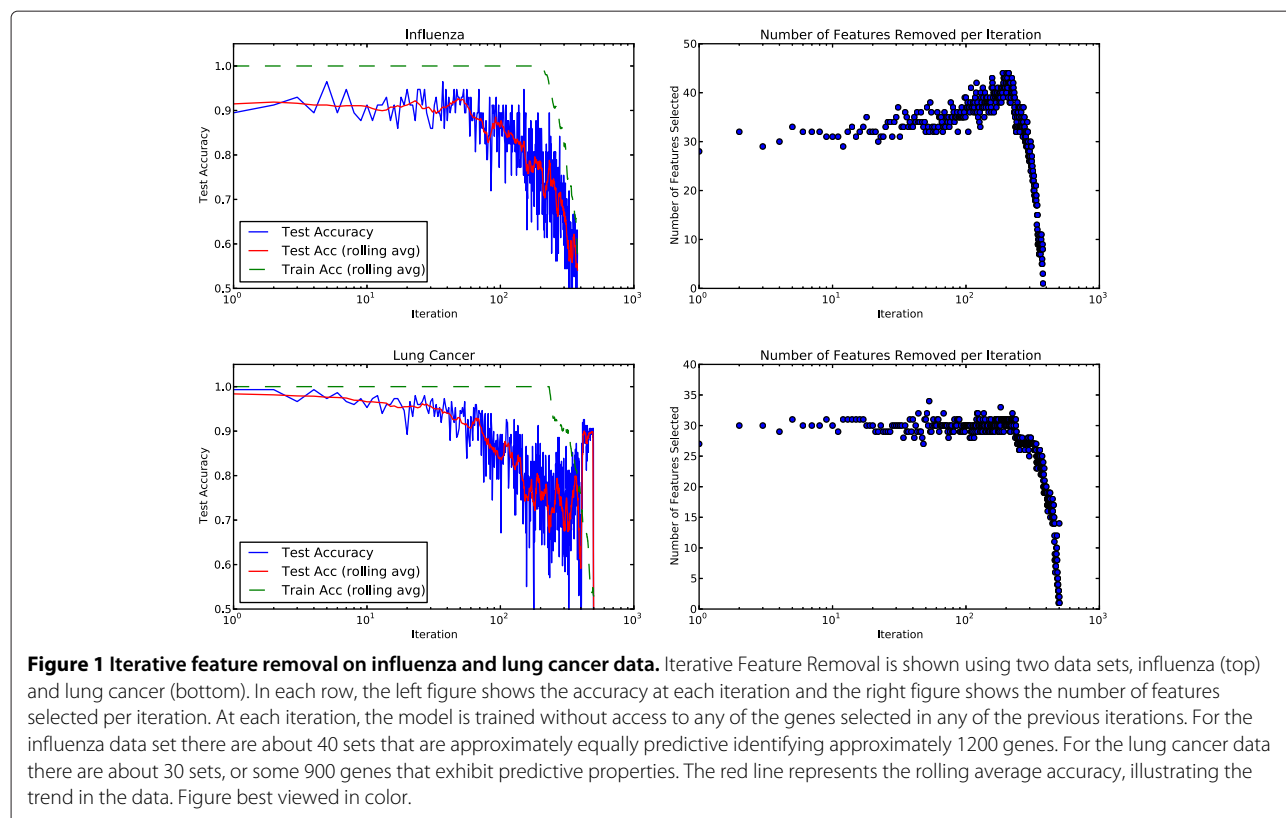 Influenza
1.0
0.9
0.8
0.7
0.6
0.5
Test Accuracy
Test Accuracy
Test Acc (rolling avg)
Train Acc (rolling avg)
10^0
10^1
10^2
10^3
Iteration
Number of Features Removed per Iteration
50
40
30
20
10
0
Number of Features Selected
10^0
10^1
10^2
10^3
Iteration
Lung Cancer
1.0
0.9
0.8
0.7
0.6
0.5
Test Accuracy
Test Accuracy
Test Acc (rolling avg)
Train Acc (rolling avg)
10^0
10^1
10^2
10^3
Iteration
Number of Features Removed per Iteration
40
35
30
25
20
15
10
5
0
Number of Features Selected
10^0
10^1
10^2
10^3
Iteration
Figure 1 Iterative feature removal on influenza and lung cancer data. Iterative Feature Removal is shown using two data sets, influenza (top)
and lung cancer (bottom). In each row, the left figure shows the accuracy at each iteration and the right figure shows the number of features
selected per iteration. At each iteration, the model is trained without access to any of the genes selected in any of the previous iterations. For the
influenza data set there are about 40 sets that are approximately equally predictive identifying approximately 1200 genes. For the lung cancer data
there are about 30 sets, or some 900 genes that exhibit predictive properties. The red line represents the rolling average accuracy, illustrating the
trend in the data. Figure best viewed in color.